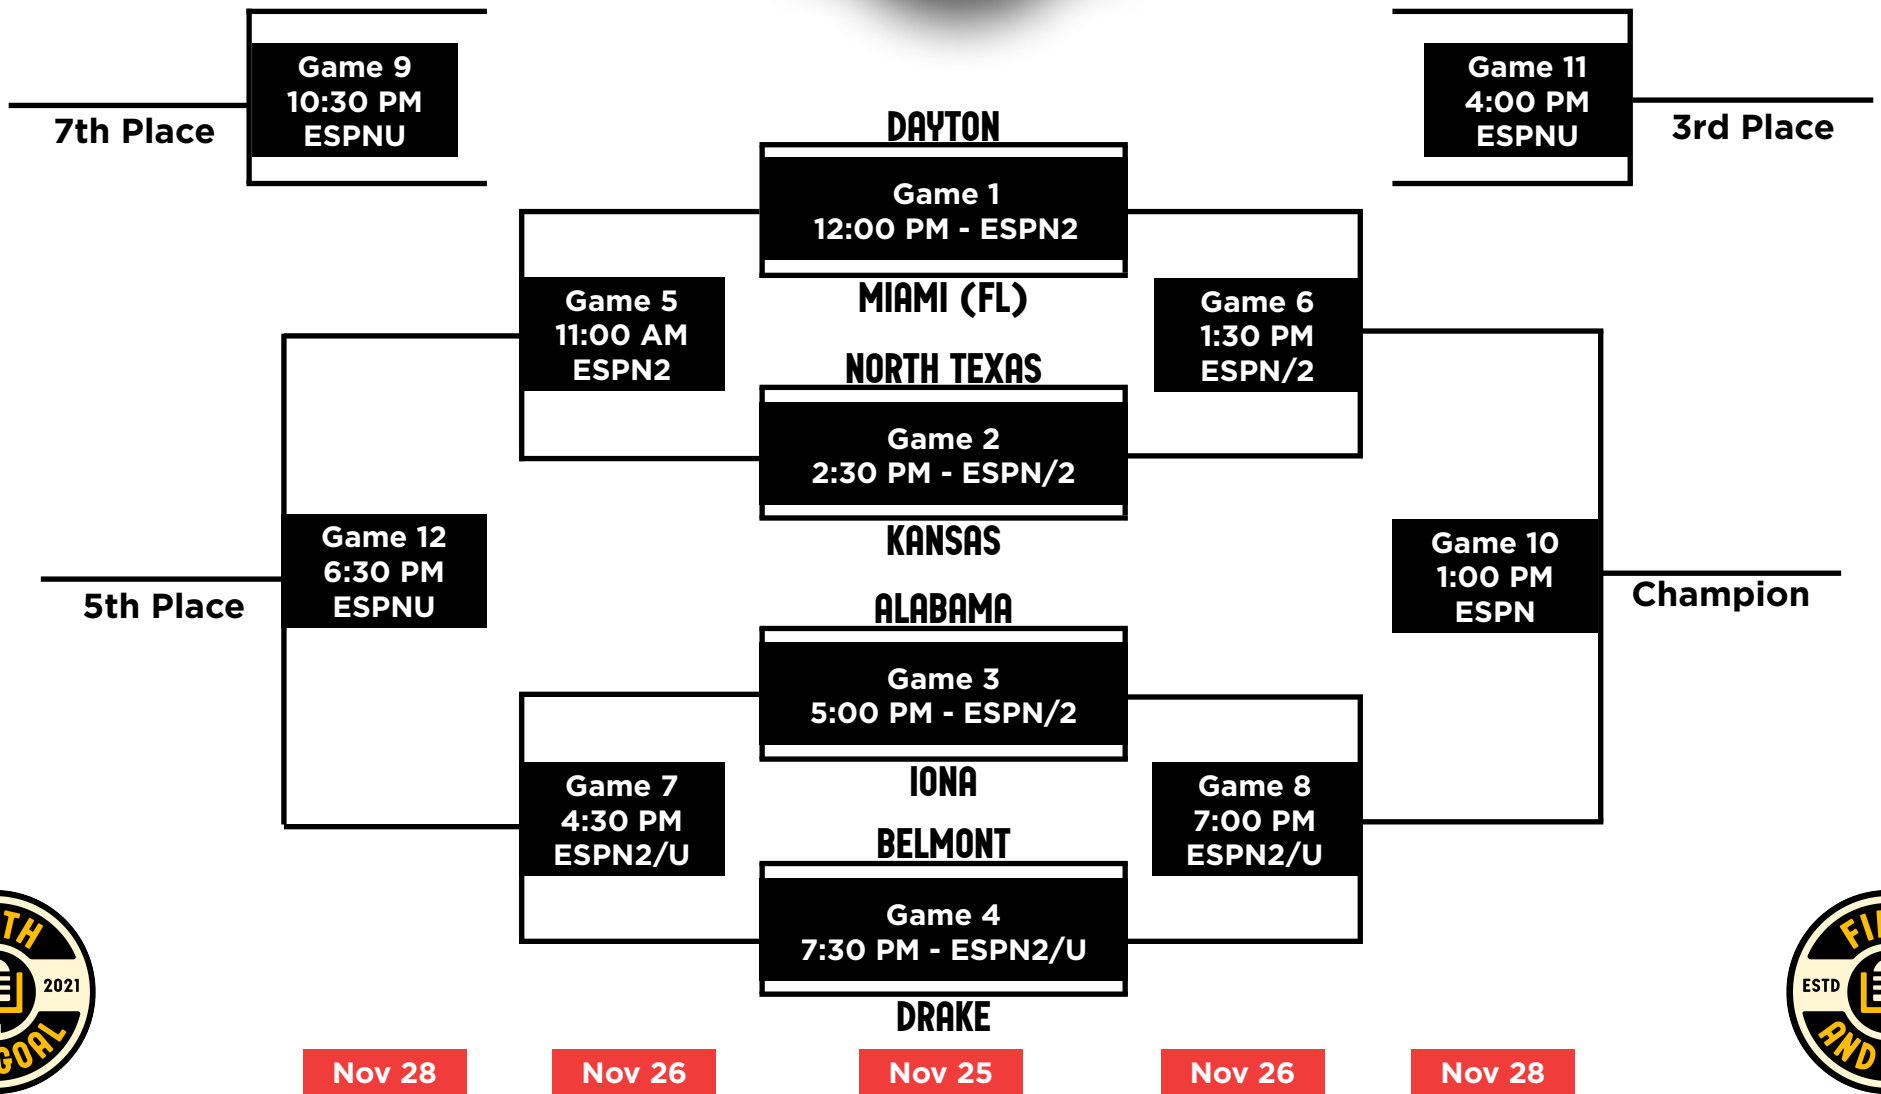 Game 9
10:30 PM
ESPNU
7th Place
Game 11
4:00 PM
ESPNU
3rd Place
DAYTON
Game 1
12:00 PM - ESPN2
MIAMI (FL)
Game 5
11:00 AM
ESPN2
Game 6
1:30 PM
ESPN/2
NORTH TEXAS
Game 2
2:30 PM - ESPN/2
KANSAS
Game 12
6:30 PM
ESPNU
5th Place
Game 10
1:00 PM
ESPN
Champion
ALABAMA
Game 3
5:00 PM - ESPN/2
IONA
Game 7
4:30 PM
ESPN2/U
Game 8
7:00 PM
ESPN2/U
BELMONT
Game 4
7:30 PM - ESPN2/U
DRAKE
TH
2021
GOAL
FI
ESTD
AND
Nov 28
Nov 26
Nov 25
Nov 26
Nov 28